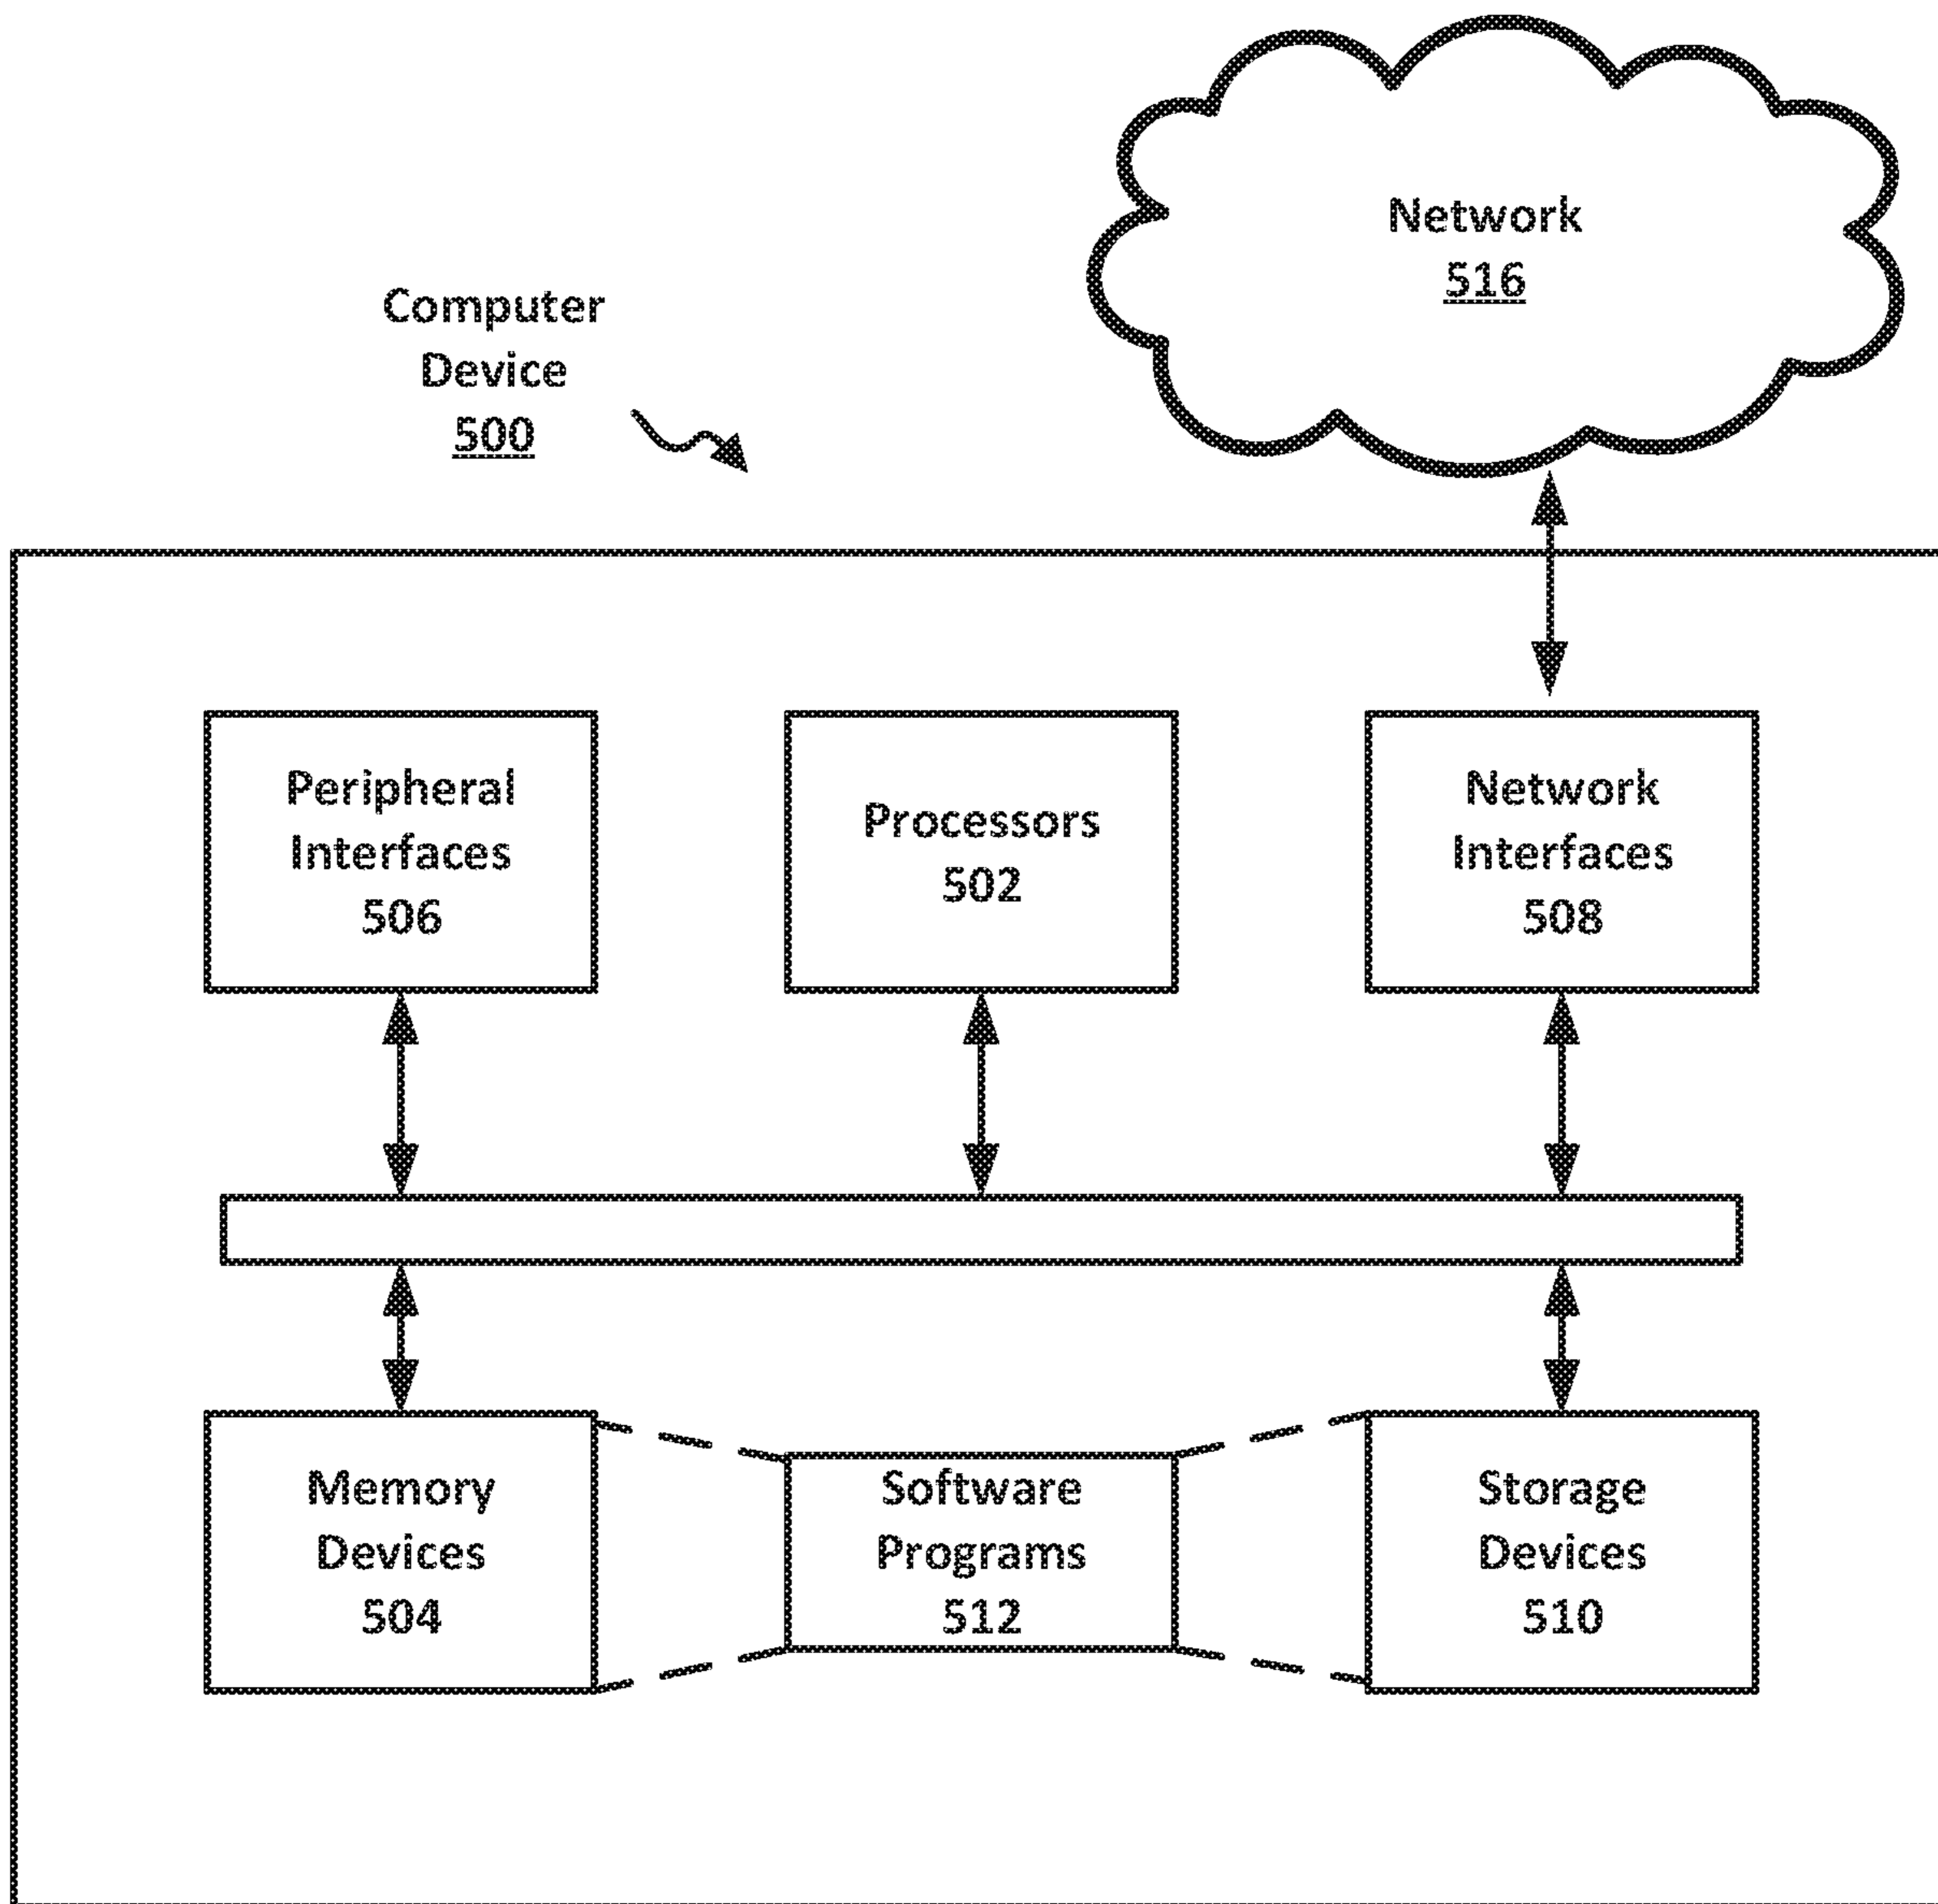 Network
516
Computer
Device
500
Peripheral
Interfaces
506
Processors
502
Network
Interfaces
508
Memory
Devices
504
Software
Programs
512
Storage
Devices
510